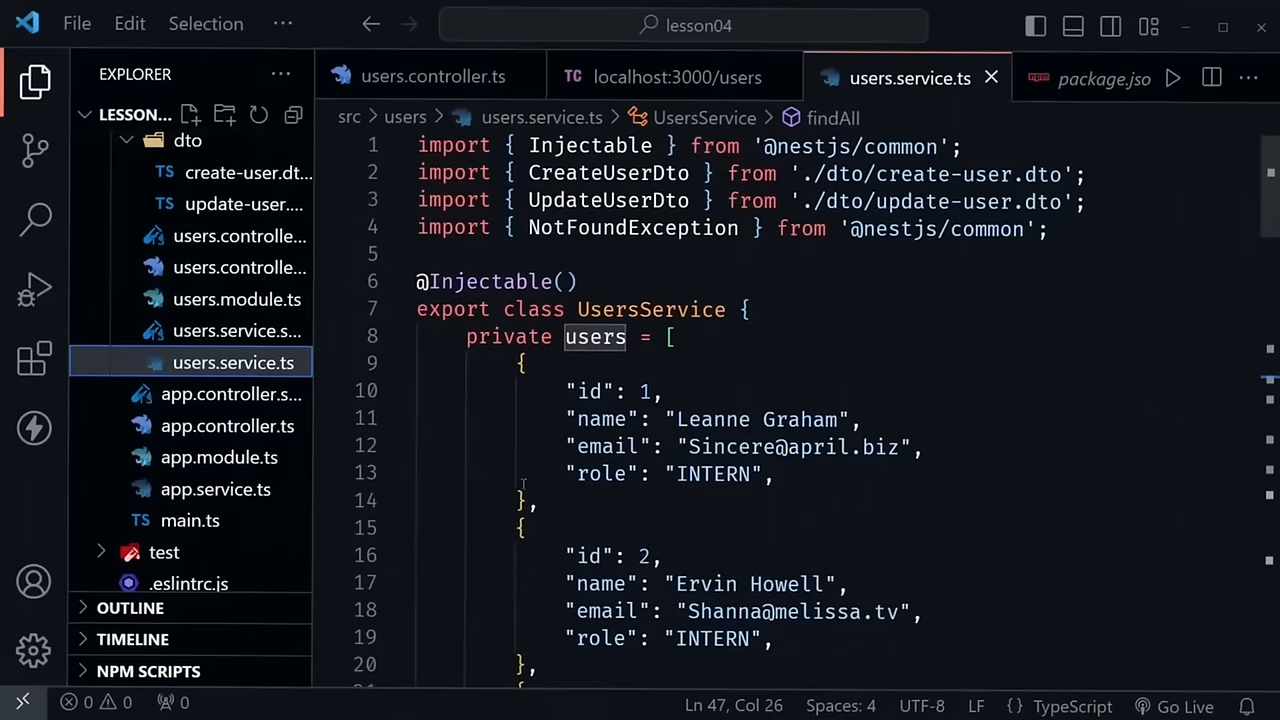 File Edit Selection ··· lesson04
EXPLORER ···
LESSON...
dto
TS create-user.dt...
TS update-user....
users.controlle...
users.controlle...
users.module.ts
users.service.s...
users.service.ts
app.controller.s...
app.controller.ts
app.module.ts
app.service.ts
TS main.ts
test
.eslintrc.js
OUTLINE
TIMELINE
NPM SCRIPTS
users.controller.ts TC localhost:3000/users users.service.ts package.jso ···
src > users > users.service.ts > UsersService > findAll
1 import { Injectable } from '@nestjs/common';
2 import { CreateUserDto } from './dto/create-user.dto';
3 import { UpdateUserDto } from './dto/update-user.dto';
4 import { NotFoundException } from '@nestjs/common';
5
6 @Injectable()
7 export class UsersService {
8 private users = [
9 {
10 "id": 1,
11 "name": "Leanne Graham",
12 "email": "Sincere@april.biz",
13 "role": "INTERN",
14 },
15 {
16 "id": 2,
17 "name": "Ervin Howell",
18 "email": "Shanna@melissa.tv",
19 "role": "INTERN",
20 },
0 0 0 Ln 47, Col 26 Spaces: 4 UTF-8 LF {} TypeScript Go Live